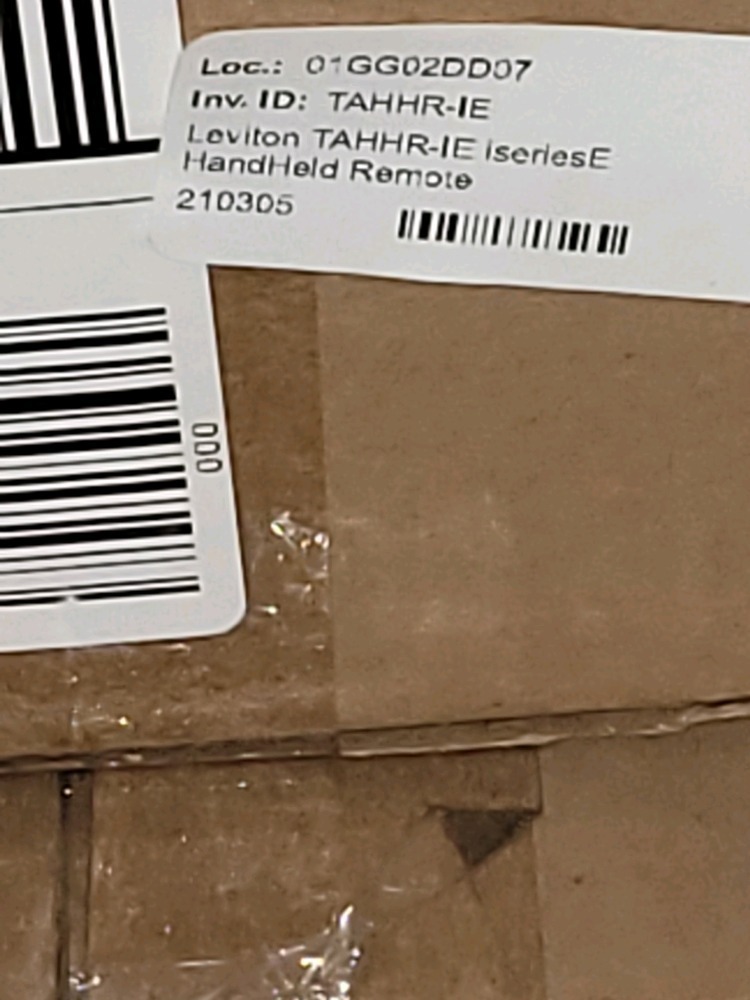 Loc.: 01GG02DD07
Inv. ID: TAHHR-IE
Leviton TAHHR-IE iseriesE
HandHeld Remote
210305
000